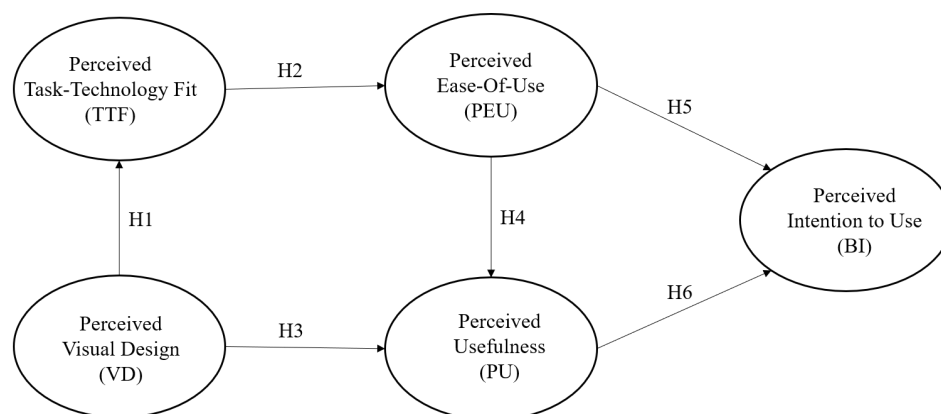 Perceived
Task-Technology Fit
(TTF)
H2
Perceived
Ease-Of-Use
(PEU)
H5
Perceived
Intention to Use
(BI)
H1
H4
Perceived
Visual Design
(VD)
H3
Perceived
Usefulness
(PU)
H6